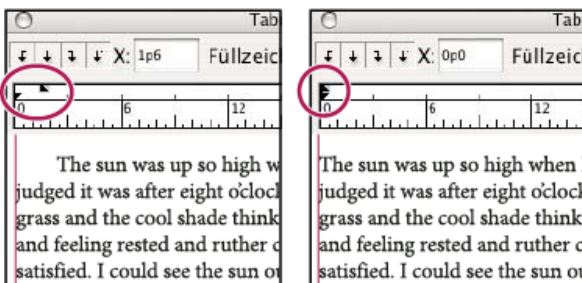 Tab
X: 1p6 Füllzeic
0 6 12
The sun was up so high w
judged it was after eight o'cloc
grass and the cool shade think
and feeling rested and ruther c
satisfied. I could see the sun ou
Tab
X: 0p0 Füllzeic
0 6 12
The sun was up so high when
judged it was after eight o'clock
grass and the cool shade think
and feeling rested and ruther c
satisfied. I could see the sun ou